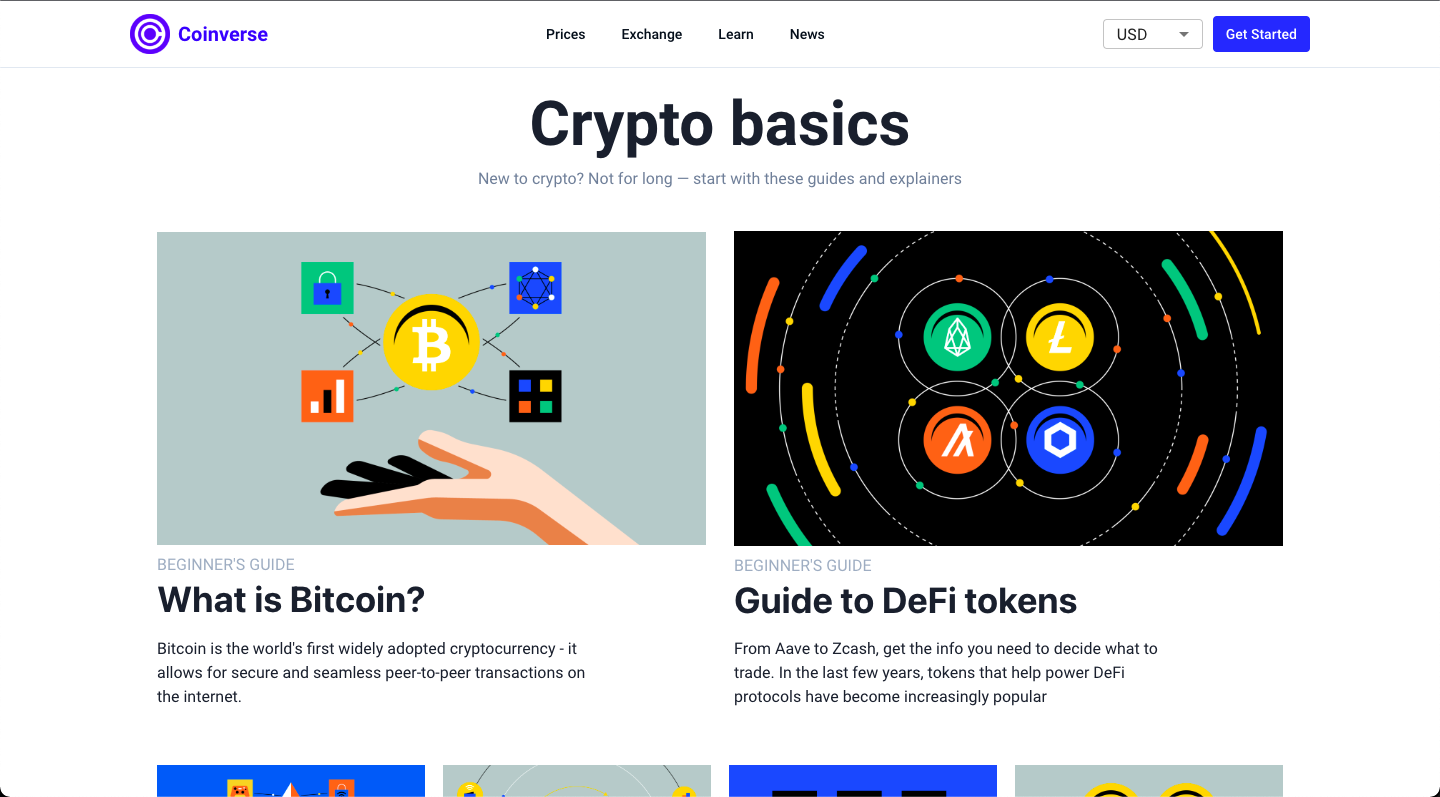 Coinverse
Prices
Exchange
Learn
News
USD
Get Started
Crypto basics
New to crypto? Not for long — start with these guides and explainers
BEGINNER'S GUIDE
What is Bitcoin?
Bitcoin is the world's first widely adopted cryptocurrency - it
allows for secure and seamless peer-to-peer transactions on
the internet.
BEGINNER'S GUIDE
Guide to DeFi tokens
From Aave to Zcash, get the info you need to decide what to
trade. In the last few years, tokens that help power DeFi
protocols have become increasingly popular